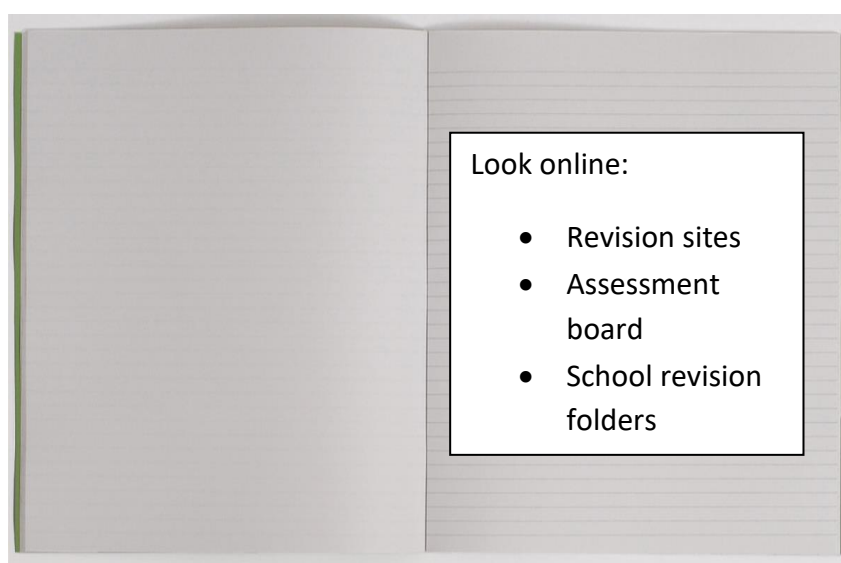 Look online:
• Revision sites
• Assessment
board
• School revision
folders